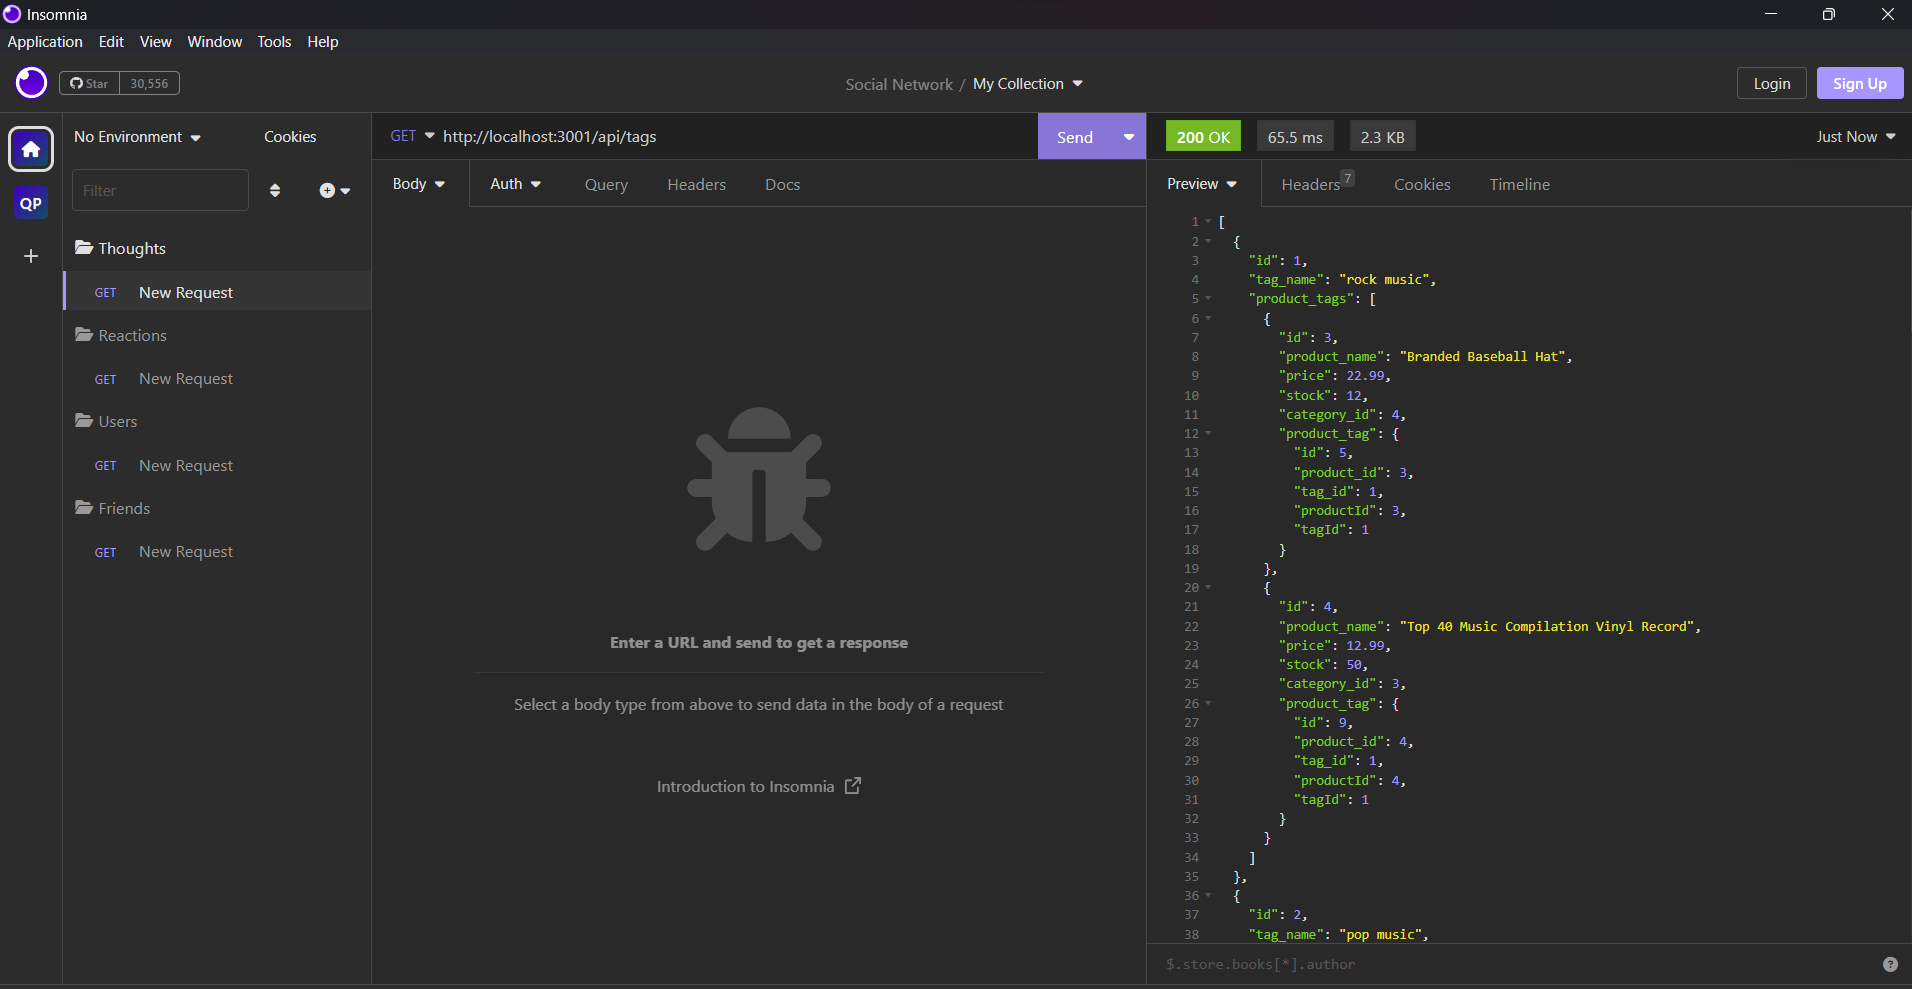 Insomnia
Application Edit View Window Tools Help
Star 30,556
Social Network / My Collection
Login
Sign Up
QP
No Environment
Cookies
Filter
Thoughts
GET New Request
Reactions
GET New Request
Users
GET New Request
Friends
GET New Request
GET http://localhost:3001/api/tags
Send
Body Auth Query Headers Docs
Enter a URL and send to get a response
Select a body type from above to send data in the body of a request
Introduction to Insomnia
200 OK 65.5 ms 2.3 KB Just Now
Preview Headers 7 Cookies Timeline
1 [
2 {
3 "id": 1,
4 "tag_name": "rock music",
5 "product_tags": [
6 {
7 "id": 3,
8 "product_name": "Branded Baseball Hat",
9 "price": 22.99,
10 "stock": 12,
11 "category_id": 4,
12 "product_tag": {
13 "id": 5,
14 "product_id": 3,
15 "tag_id": 1,
16 "productId": 3,
17 "tagId": 1
18 }
19 },
20 {
21 "id": 4,
22 "product_name": "Top 40 Music Compilation Vinyl Record",
23 "price": 12.99,
24 "stock": 50,
25 "category_id": 3,
26 "product_tag": {
27 "id": 9,
28 "product_id": 4,
29 "tag_id": 1,
30 "productId": 4,
31 "tagId": 1
32 }
33 }
34 ]
35 },
36 {
37 "id": 2,
38 "tag_name": "pop music",
$.store.books[*].author
?